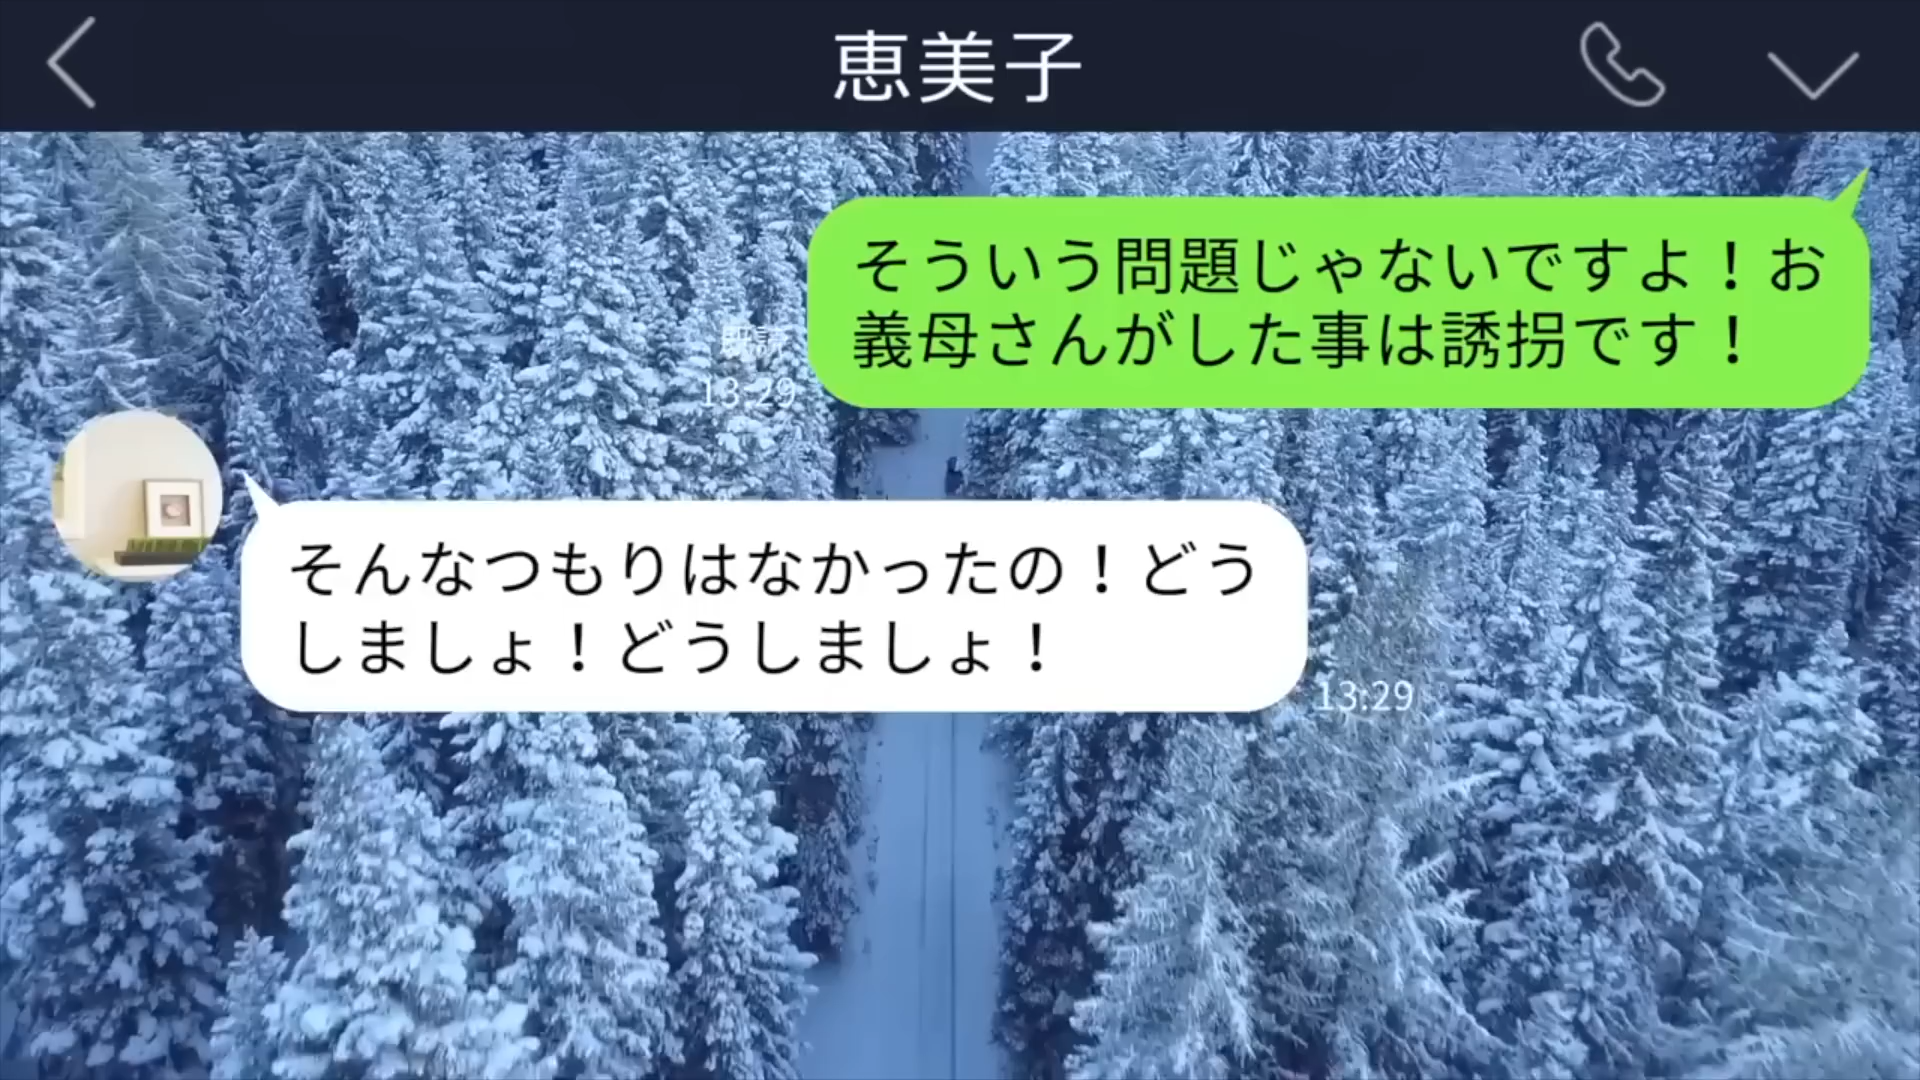 恵美子
そういう問題じゃないですよ！お
義母さんがした事は誘拐です！
既読
13:29
そんなつもりはなかったの！どう
しましょ！どうしましょ！
13:29